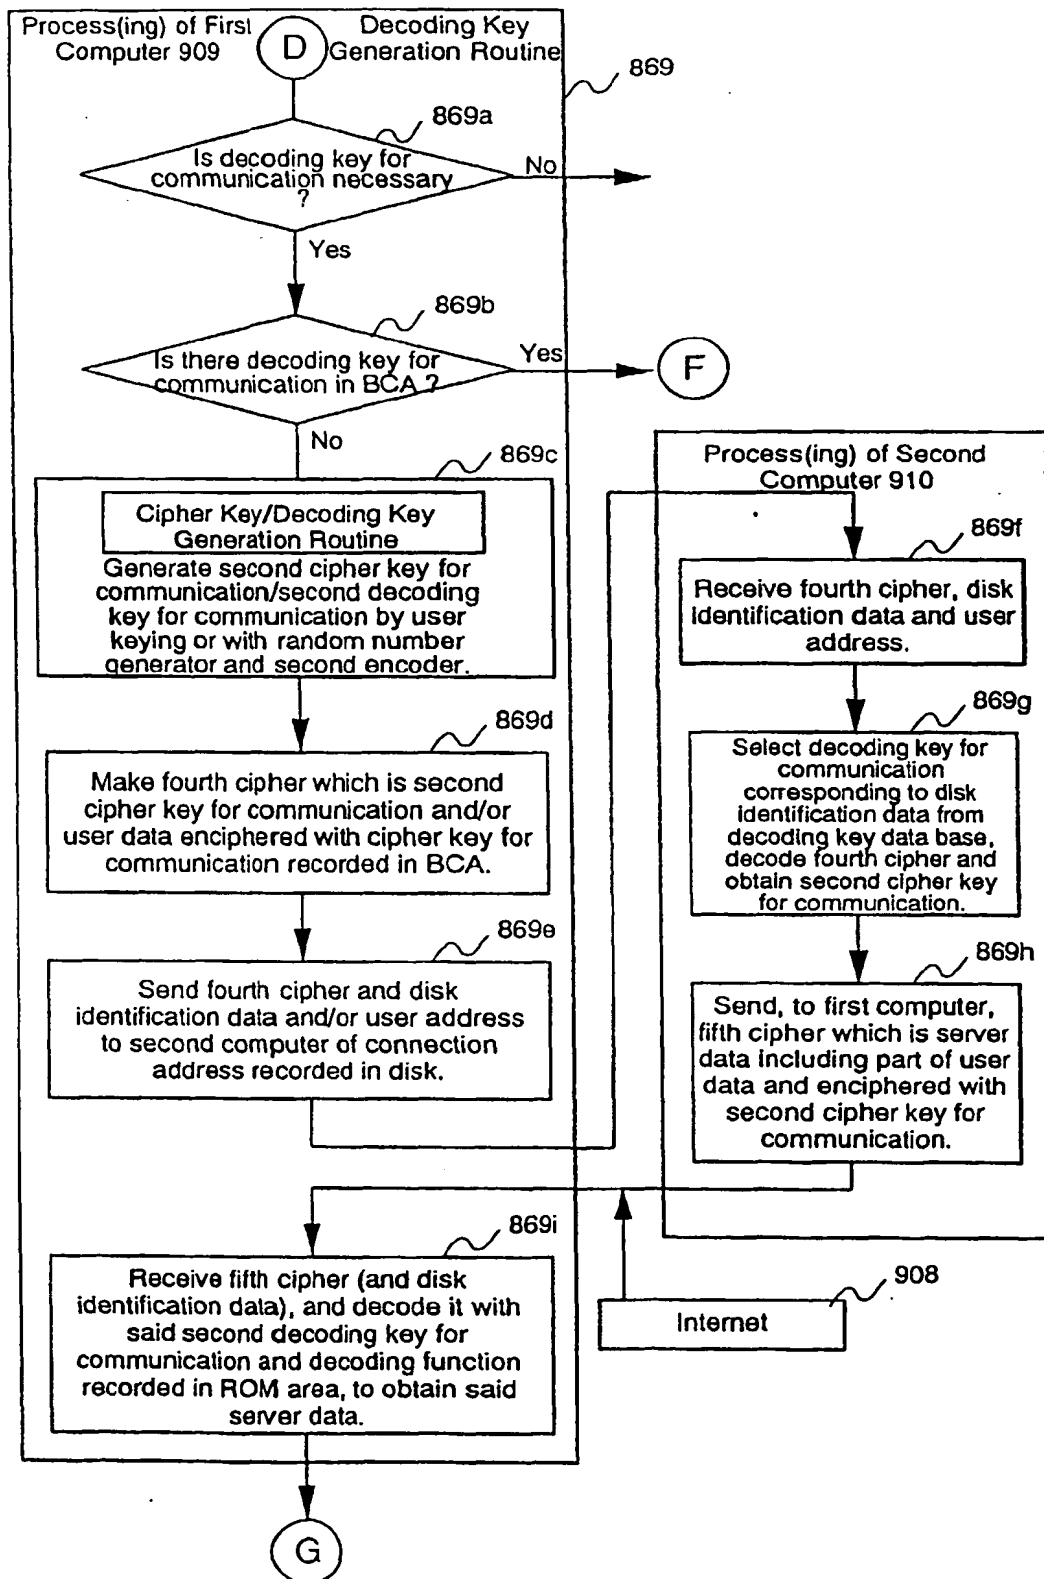 Process(ing) of First
Computer 909
D
Decoding Key
Generation Routine
869
869a
Is decoding key for
communication necessary
?
No
Yes
869b
Is there decoding key for
communication in BCA ?
Yes
F
No
869c
Cipher Key/Decoding Key
Generation Routine
Generate second cipher key for
communication/second decoding
key for communication by user
keying or with random number
generator and second encoder.
869d
Make fourth cipher which is second
cipher key for communication and/or
user data enciphered with cipher key for
communication recorded in BCA.
869e
Send fourth cipher and disk
identification data and/or user address
to second computer of connection
address recorded in disk.
Process(ing) of Second
Computer 910
869f
Receive fourth cipher, disk
identification data and user
address.
869g
Select decoding key for
communication
corresponding to disk
identification data from
decoding key data base,
decode fourth cipher and
obtain second cipher key
for communication.
869h
Send, to first computer,
fifth cipher which is server
data including part of user
data and enciphered with
second cipher key for
communication.
869i
Receive fifth cipher (and disk
identification data), and decode it with
said second decoding key for
communication and decoding function
recorded in ROM area, to obtain said
server data.
908
Internet
G